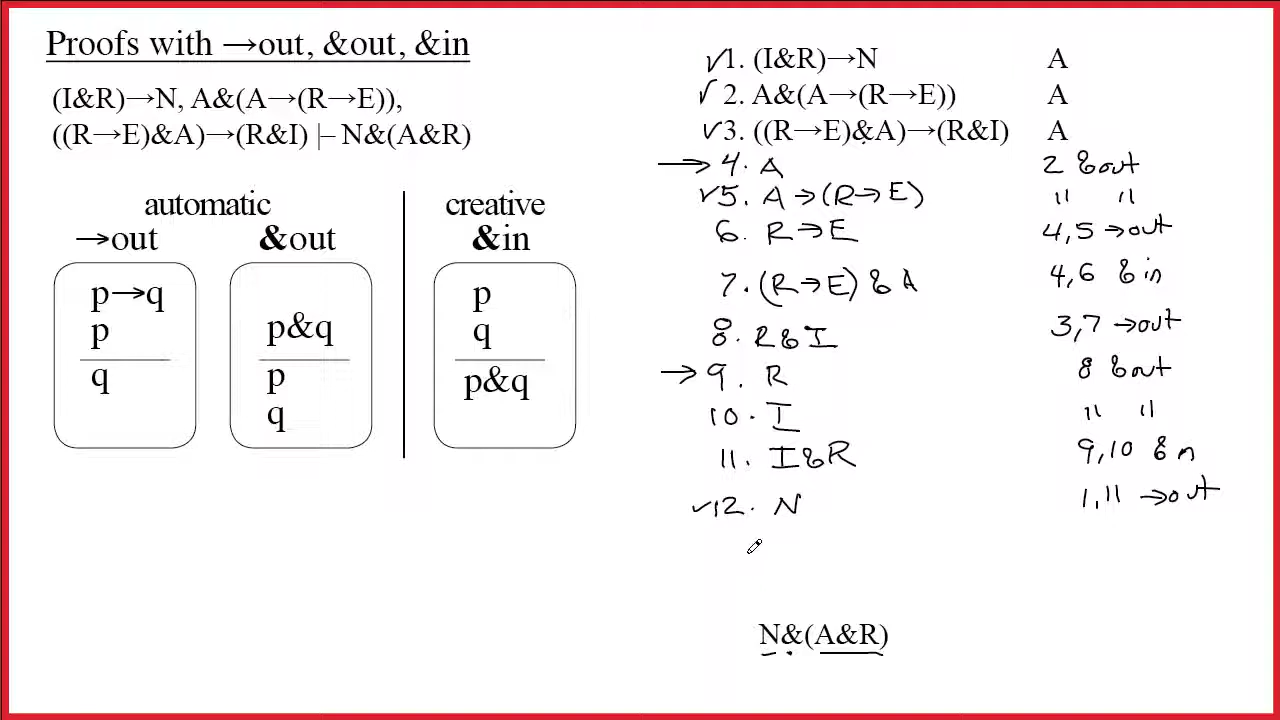 Proofs with →out, &out, &in
(I&R)→N, A&(A→(R→E)),
((R→E)&A)→(R&I) |– N&(A&R)
automatic
creative
→out
&out
&in
p→q
p
q
p&q
p
q
p
q
p&q
✓1. (I&R)→N A
✓2. A&(A→(R→E)) A
✓3. ((R→E)&A)→(R&I) A
→ 4. A 2 &out
✓5. A→(R→E) " "
6. R→E 4,5 →out
7. (R→E)&A 4,6 &in
8. R&I 3,7 →out
→ 9. R 8 &out
10. I " "
11. I&R 9,10 &in
✓12. N 1,11 →out
N&(A&R)